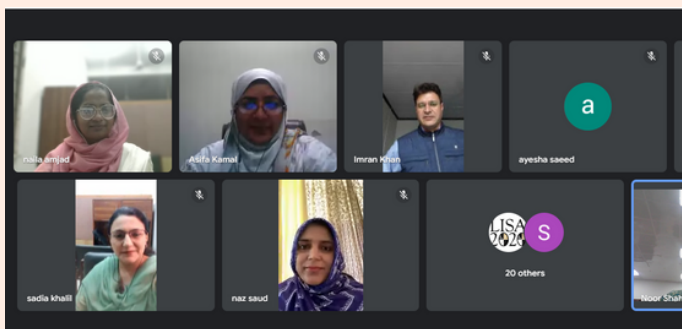 naila amjad
Asifa Kamal
Imran Khan
a
ayesha saeed
sadia khalil
naz saud
LISA
2020
S
20 others
Noor Shah